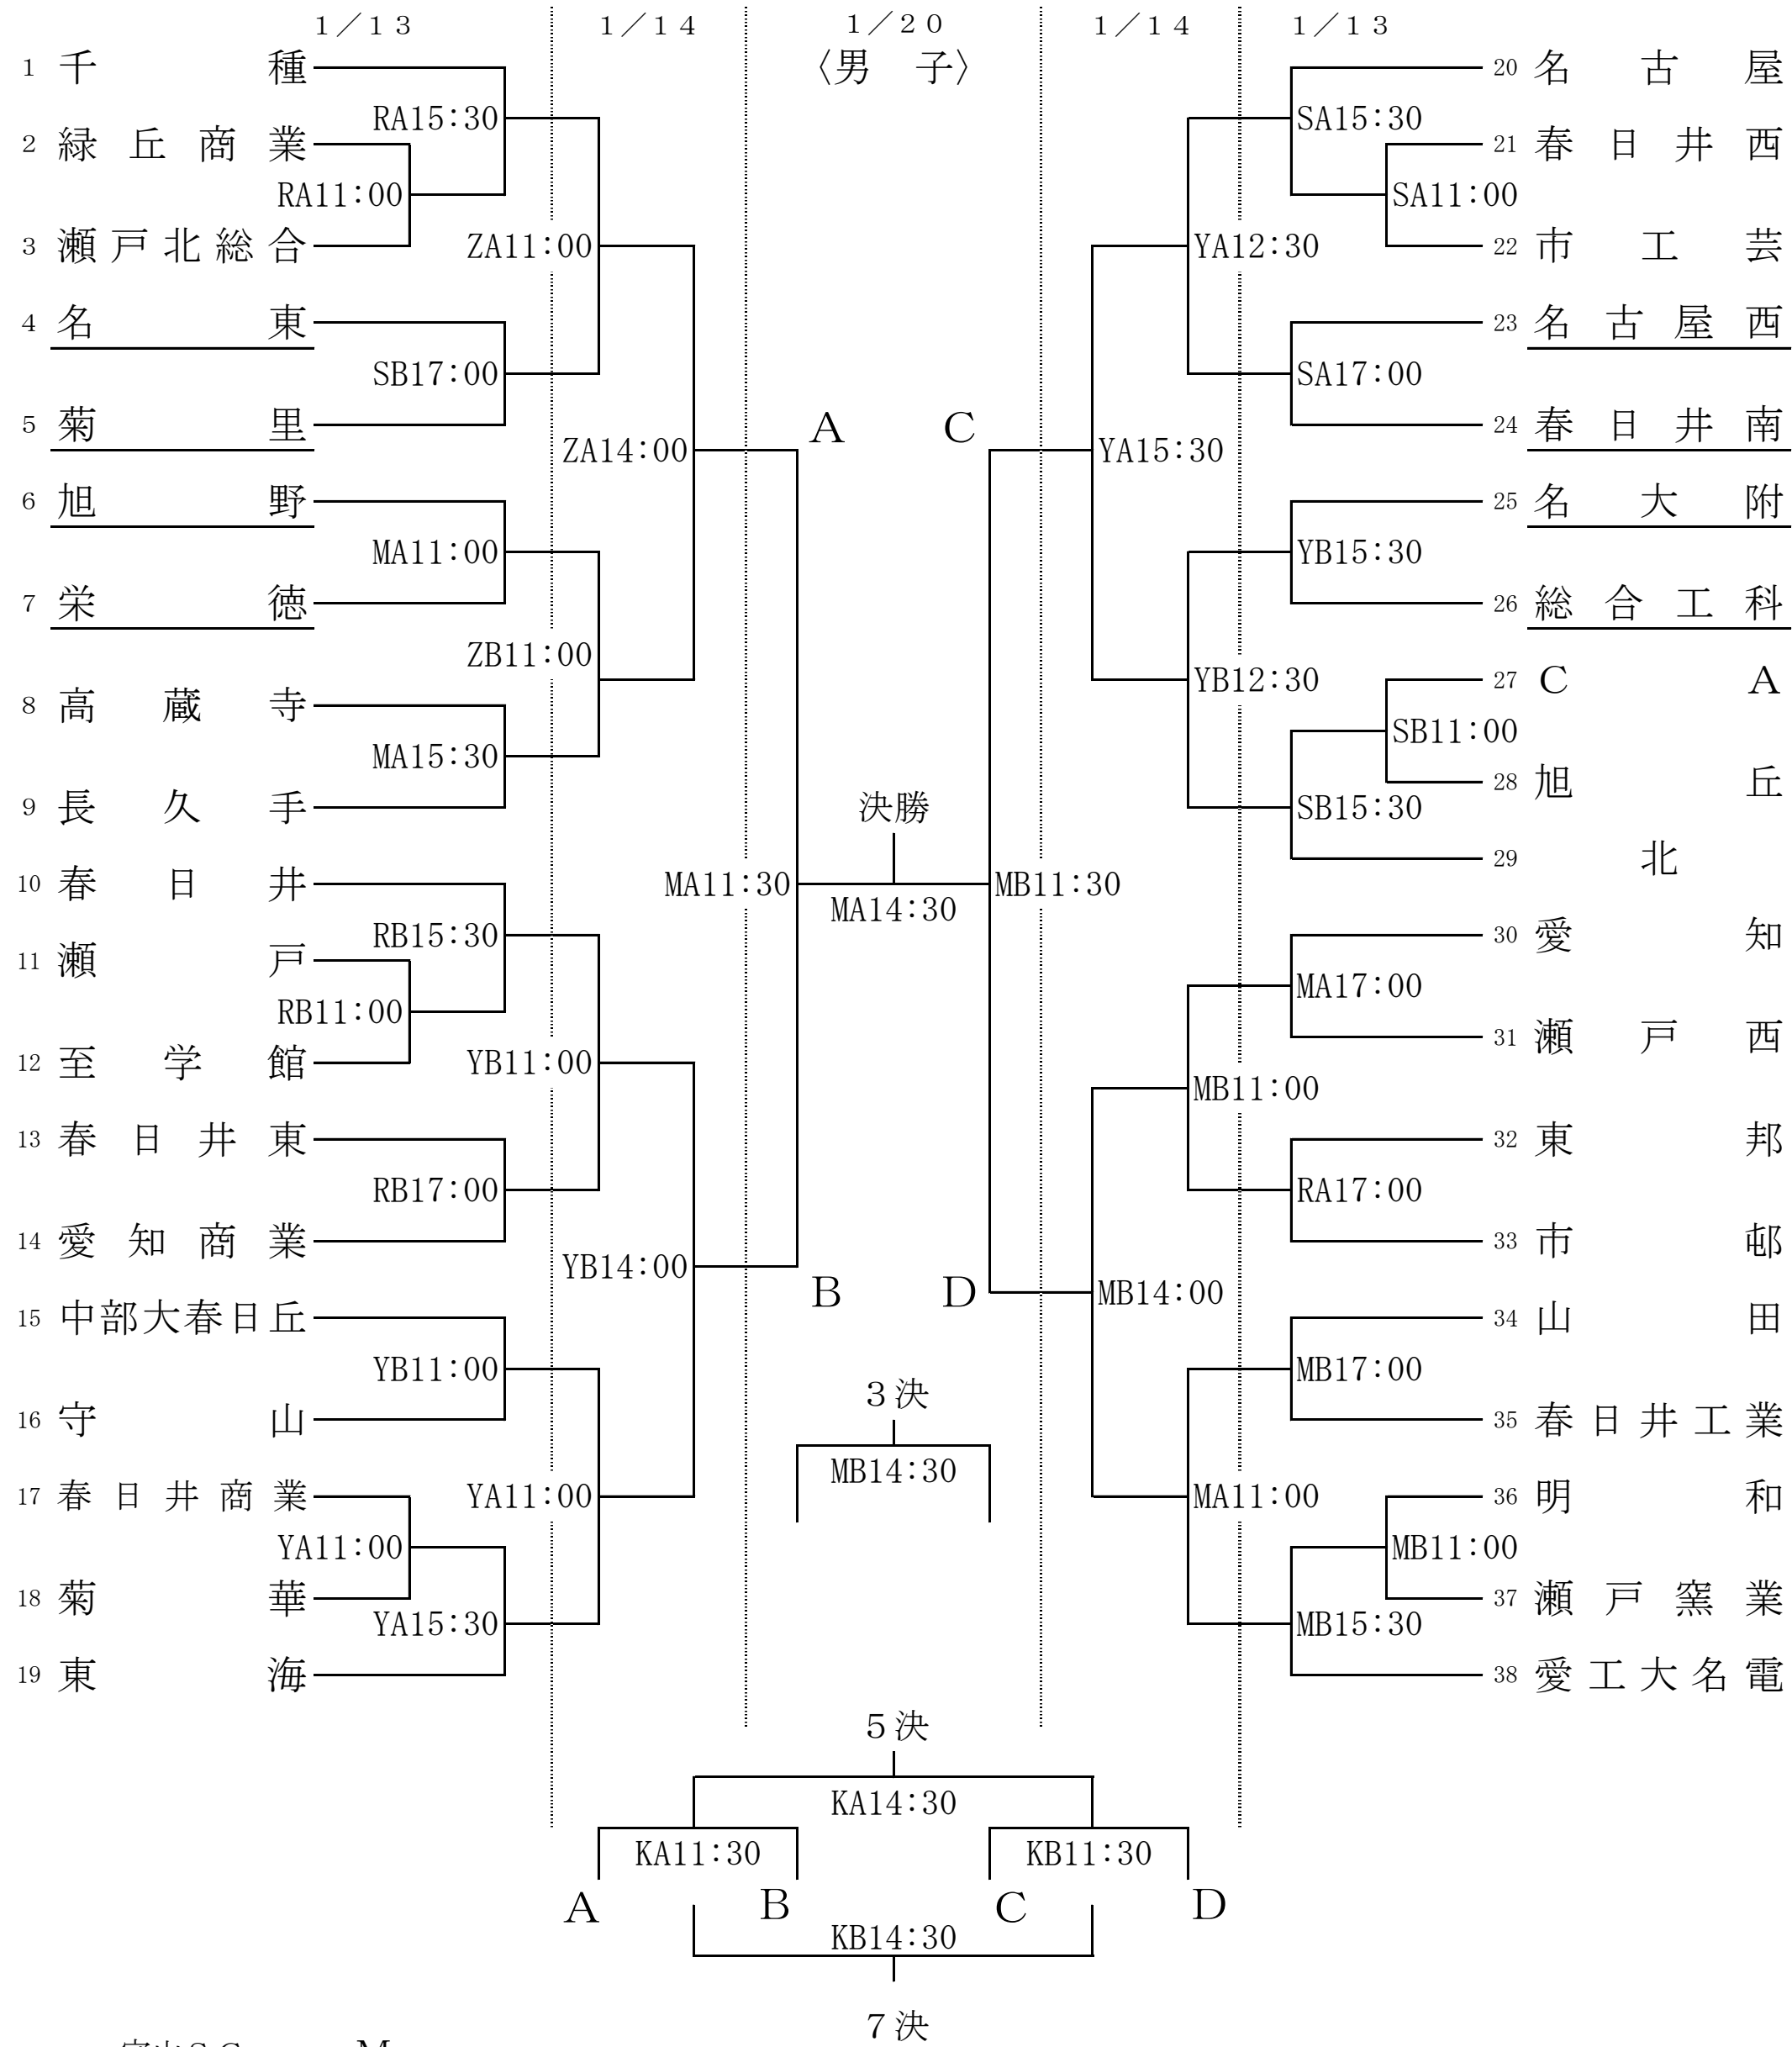 １／１３　１／１４　１／２０　１／１４　１／１３
〈男　子〉
1 千種
RA15:30
2 緑丘商業
RA11:00
3 瀬戸北総合
ZA11:00
4 名東
SB17:00
5 菊里
ZA14:00
6 旭野
MA11:00
7 栄徳
ZB11:00
8 高蔵寺
MA15:30
9 長久手
10 春日井
RB15:30
11 瀬戸
RB11:00
12 至学館
YB11:00
13 春日井東
RB17:00
14 愛知商業
YB14:00
15 中部大春日丘
YB11:00
16 守山
17 春日井商業
YA11:00
YA11:00
18 菊華
YA15:30
19 東海
A
MA11:30
B
決勝
MA14:30
3決
MB14:30
C
MB11:30
D
20 名古屋
SA15:30
21 春日井西
SA11:00
22 市工芸
YA12:30
23 名古屋西
SA17:00
24 春日井南
YA15:30
25 名大附
YB15:30
26 総合工科
27 CA
YB12:30
SB11:00
28 旭丘
SB15:30
29 北
30 愛知
MA17:00
31 瀬戸西
MB11:00
32 東邦
RA17:00
33 市邨
MB14:00
34 山田
MB17:00
35 春日井工業
36 明和
MA11:00
MB11:00
37 瀬戸窯業
MB15:30
38 愛工大名電
5決
KA14:30
KA11:30 KB11:30
A B C D
KB14:30
7決